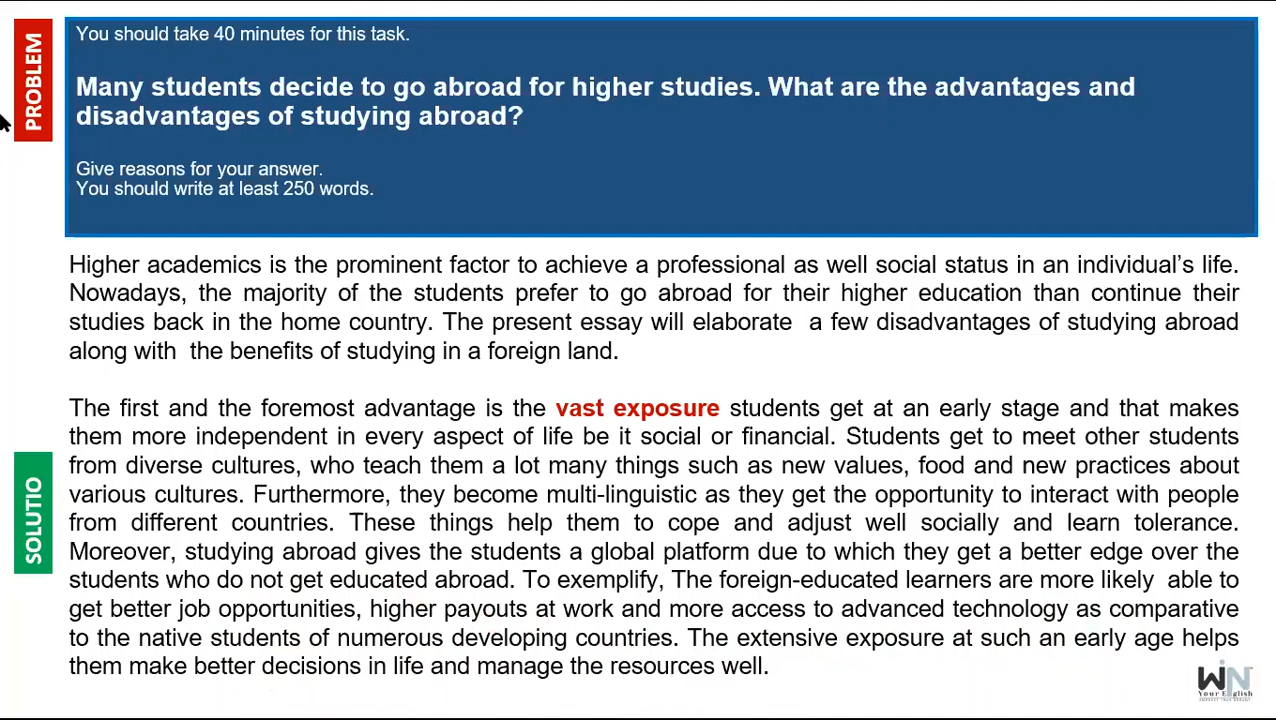 PROBLEM
You should take 40 minutes for this task.
Many students decide to go abroad for higher studies. What are the advantages and
disadvantages of studying abroad?
Give reasons for your answer.
You should write at least 250 words.
Higher academics is the prominent factor to achieve a professional as well social status in an individual’s life.
Nowadays, the majority of the students prefer to go abroad for their higher education than continue their
studies back in the home country. The present essay will elaborate a few disadvantages of studying abroad
along with the benefits of studying in a foreign land.
SOLUTIO
The first and the foremost advantage is the vast exposure students get at an early stage and that makes
them more independent in every aspect of life be it social or financial. Students get to meet other students
from diverse cultures, who teach them a lot many things such as new values, food and new practices about
various cultures. Furthermore, they become multi-linguistic as they get the opportunity to interact with people
from different countries. These things help them to cope and adjust well socially and learn tolerance.
Moreover, studying abroad gives the students a global platform due to which they get a better edge over the
students who do not get educated abroad. To exemplify, The foreign-educated learners are more likely able to
get better job opportunities, higher payouts at work and more access to advanced technology as comparative
to the native students of numerous developing countries. The extensive exposure at such an early age helps
them make better decisions in life and manage the resources well.
WiN
Your English